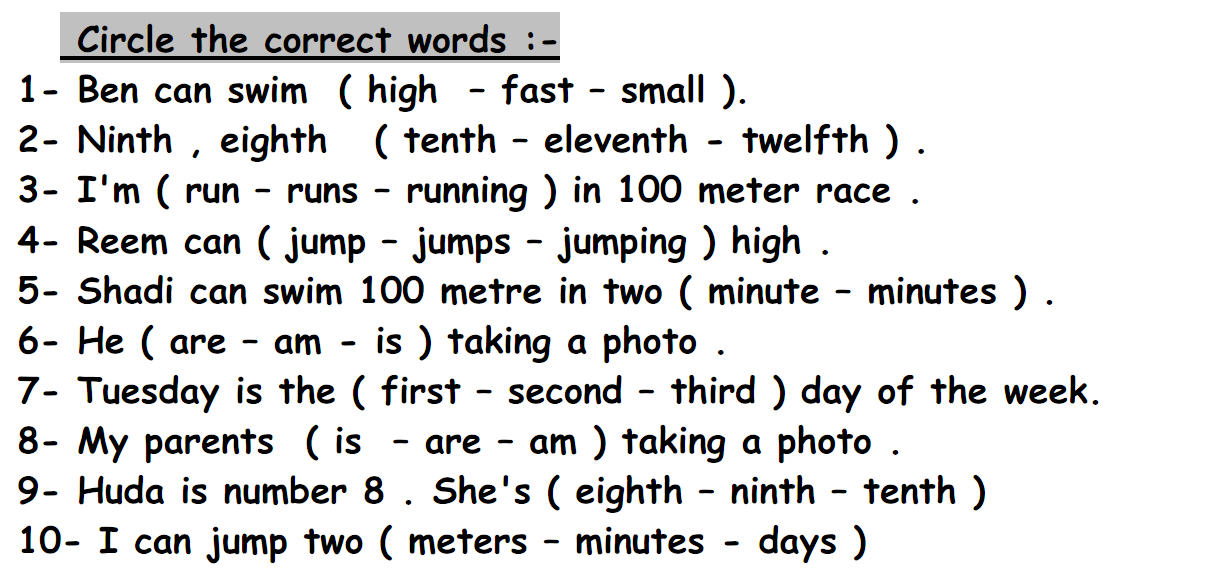 Circle the correct words :-
1- Ben can swim ( high – fast – small ).
2- Ninth , eighth ( tenth – eleventh - twelfth ) .
3- I'm ( run – runs – running ) in 100 meter race .
4- Reem can ( jump – jumps – jumping ) high .
5- Shadi can swim 100 metre in two ( minute – minutes ) .
6- He ( are – am - is ) taking a photo .
7- Tuesday is the ( first – second – third ) day of the week.
8- My parents ( is – are – am ) taking a photo .
9- Huda is number 8 . She's ( eighth – ninth – tenth )
10- I can jump two ( meters – minutes - days )